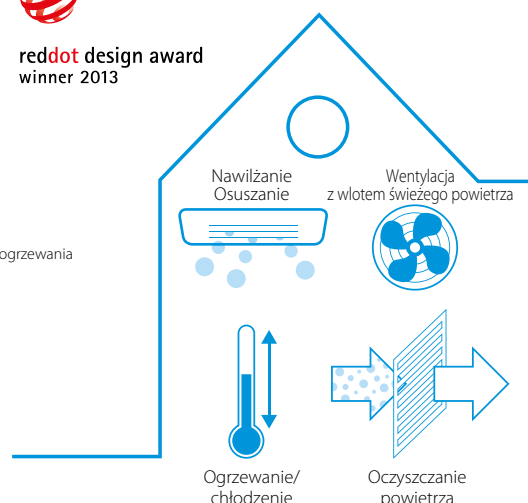 reddot design award
winner 2013
Nawilżanie
Osuszanie
Wentylacja
z wlotem świeżego powietrza
ogrzewania
Ogrzewanie/
chłodzenie
Oczyszczanie
powietrza